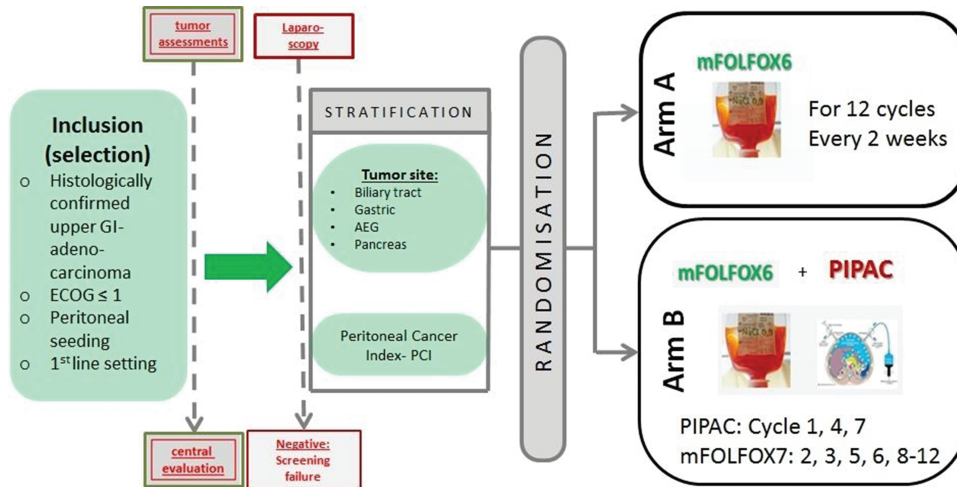 tumor
assessments
Laparo-
scopy
Inclusion
(selection)
o Histologically
confirmed
upper GI-
adeno-
carcinoma
o ECOG ≤ 1
o Peritoneal
seeding
o 1st line setting
central
evaluation
Negative:
Screening
failure
STRATIFICATION
Tumor site:
• Biliary tract
• Gastric
• AEG
• Pancreas
Peritoneal Cancer
Index- PCI
RANDOMISATION
Arm A
mFOLFOX6
For 12 cycles
Every 2 weeks
Arm B
mFOLFOX6 + PIPAC
PIPAC: Cycle 1, 4, 7
mFOLFOX7: 2, 3, 5, 6, 8-12